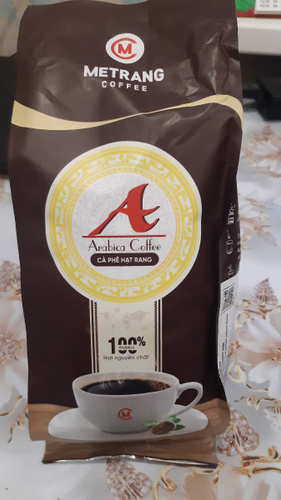 METRANG
COFFEE
Arabica Coffee
CÀ PHÊ HẠT RANG
100%
Hạt nguyên chất